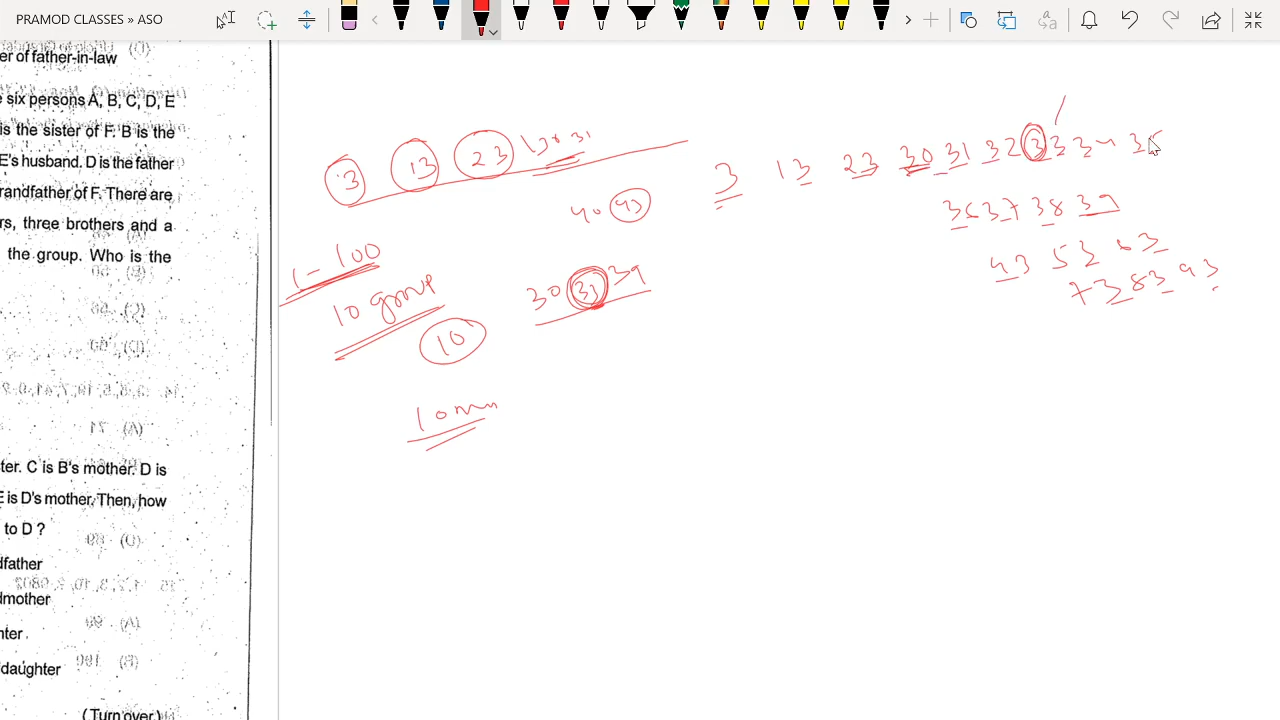 PRAMOD CLASSES » ASO
er of father-in-law
e six persons A, B, C, D, E
is the sister of F. B is the
E's husband. D is the father
randfather of F. There are
rs, three brothers and a
the group. Who is the
ter. C is B's mother. D is
E is D's mother. Then, how
to D ?
dfather
dmother
hter .
daughter
(Turn over)
3 13 23 30 31
40 43
1-100
10 group
10
30 33 39
10
3 13 23 30 31 32 33 34 35
36 37 38 39
43 53 63
73 83 93